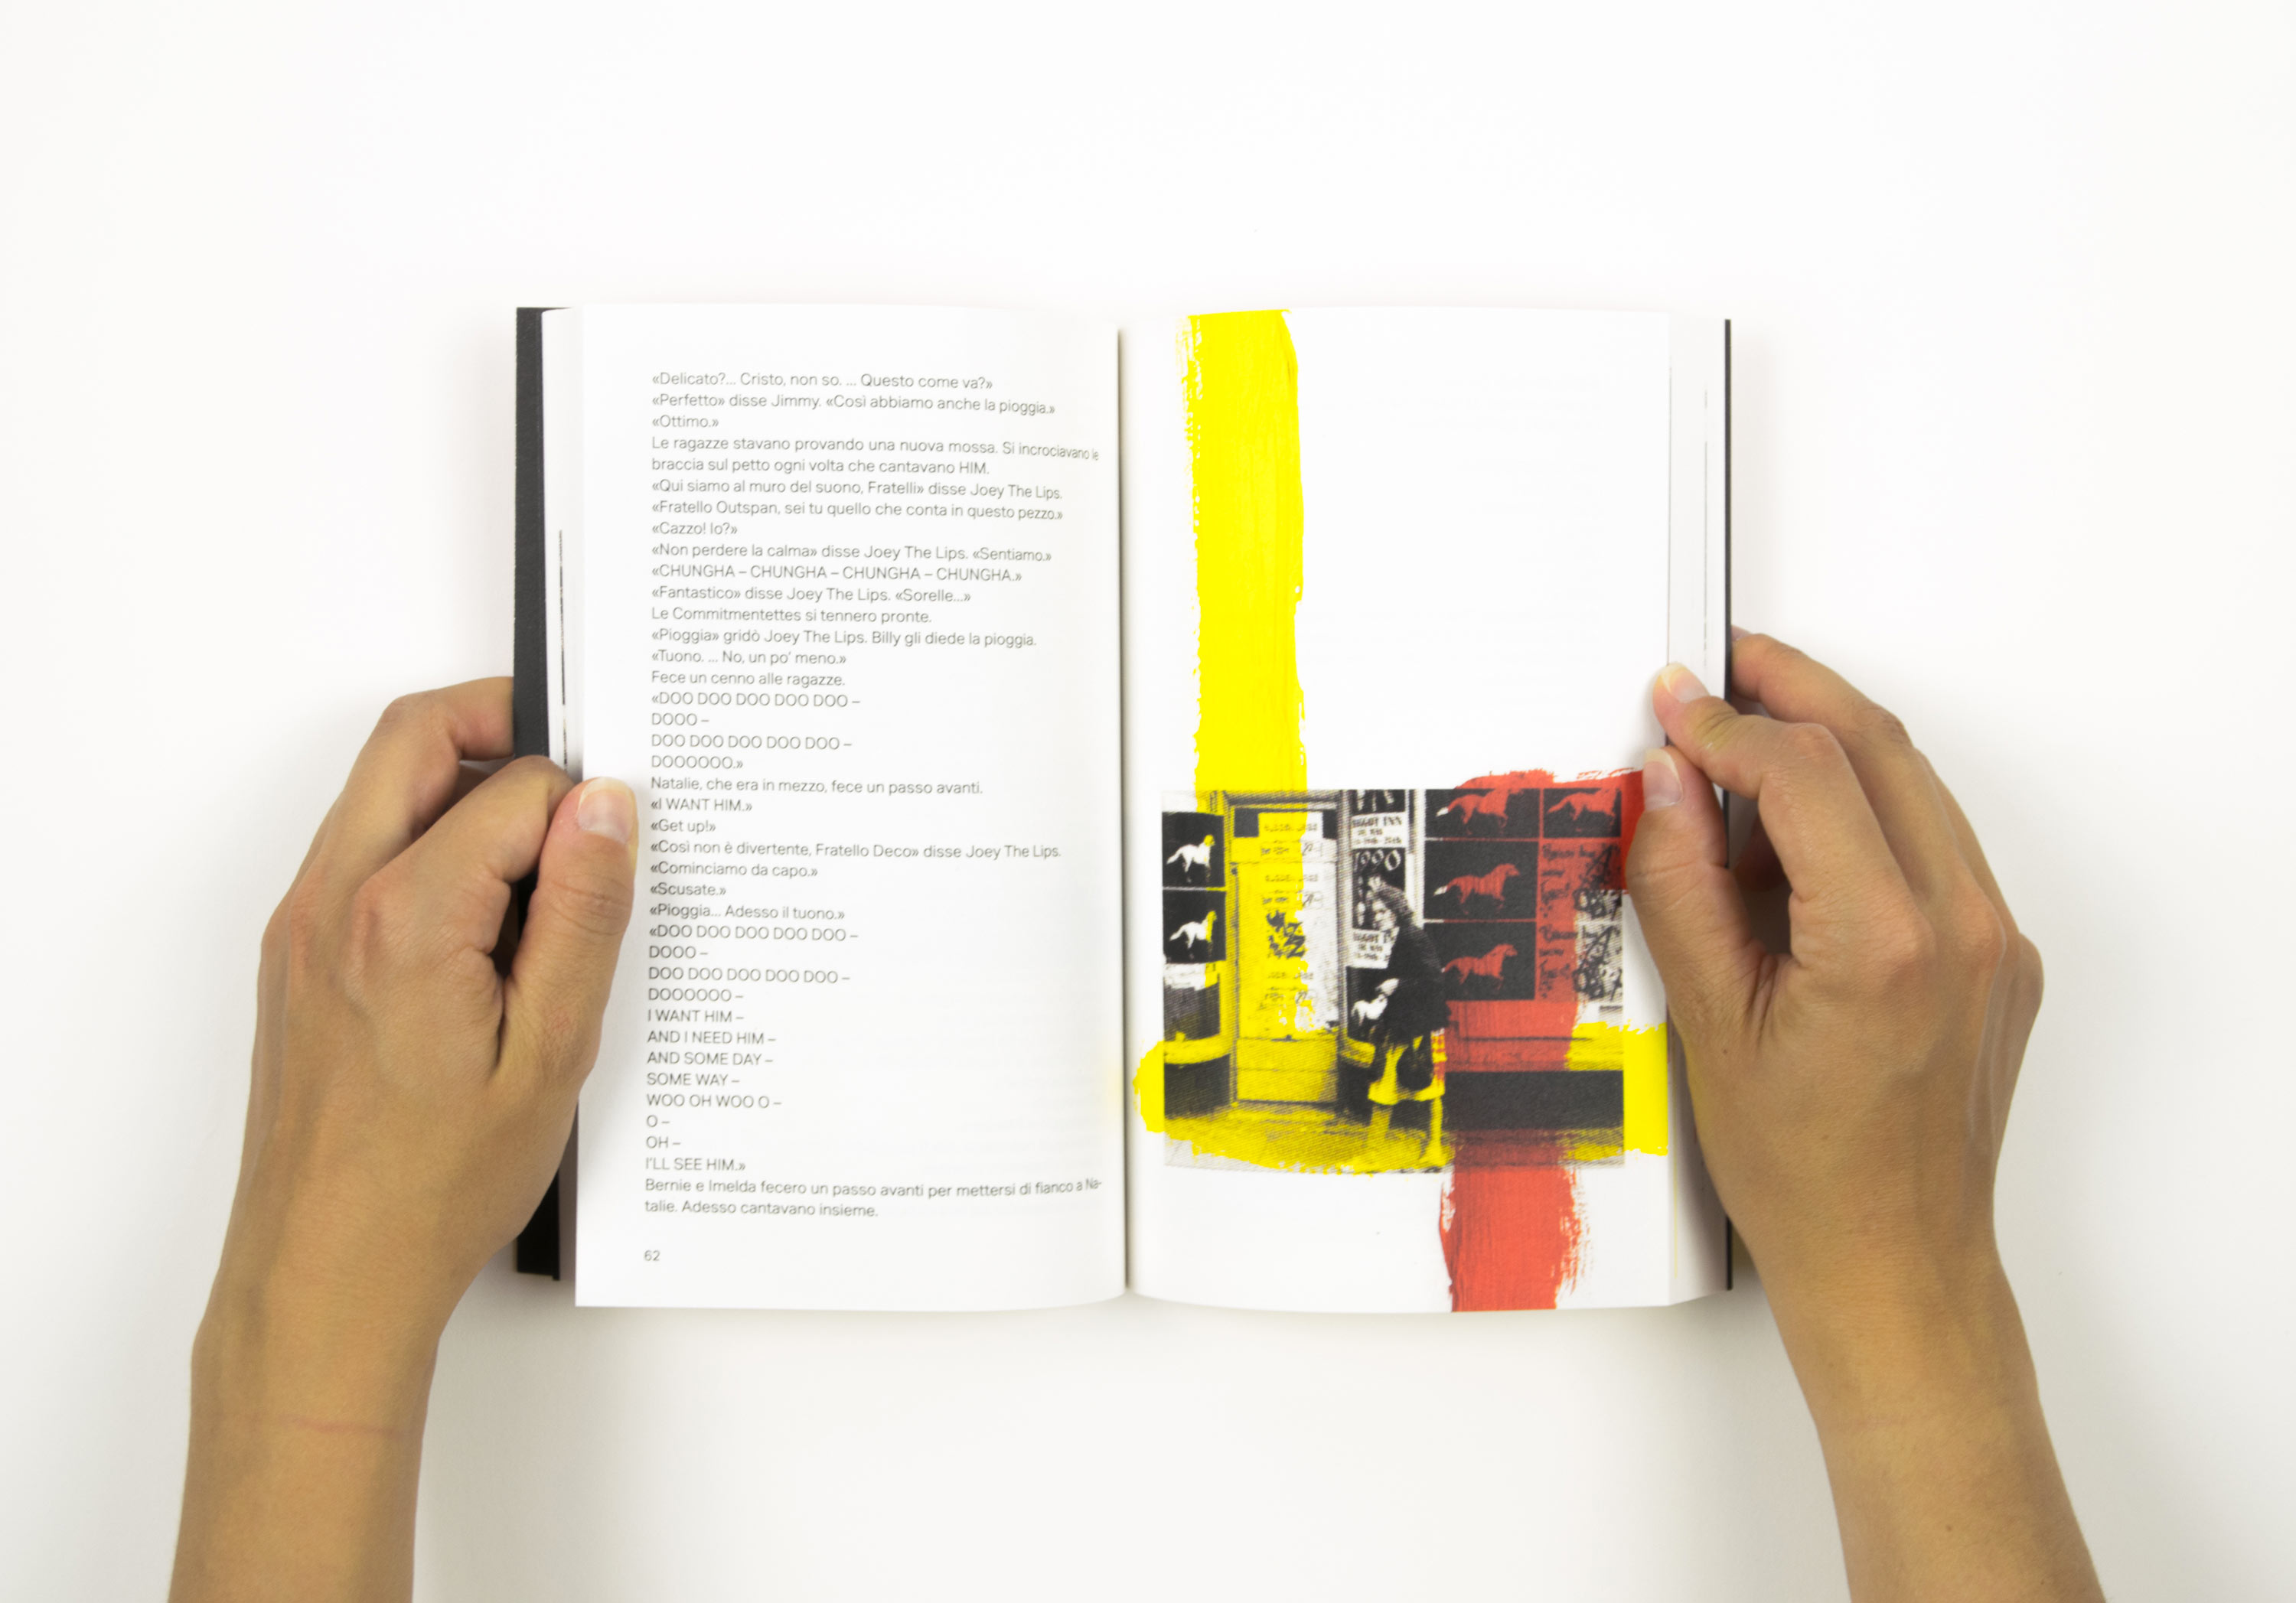 «Delicato?... Cristo, non so. ... Questo come va?»
«Perfetto» disse Jimmy. «Così abbiamo anche la pioggia.»
«Ottimo.»
Le ragazze stavano provando una nuova mossa. Si incrociavano le
braccia sul petto ogni volta che cantavano HIM.
«Qui siamo al muro del suono, Fratelli» disse Joey The Lips.
«Fratello Outspan, sei tu quello che conta in questo pezzo.»
«Cazzo! Io?»
«Non perdere la calma» disse Joey The Lips. «Sentiamo.»
«CHUNGHA – CHUNGHA – CHUNGHA – CHUNGHA.»
«Fantastico» disse Joey The Lips. «Sorelle...»
Le Commitmentettes si tennero pronte.
«Pioggia» gridò Joey The Lips. Billy gli diede la pioggia.
«Tuono. ... No, un po' meno.»
Fece un cenno alle ragazze.
«DOO DOO DOO DOO DOO –
DOOO –
DOO DOO DOO DOO DOO –
DOOOOOO.»
Natalie, che era in mezzo, fece un passo avanti.
«I WANT HIM.»
«Get up!»
«Così non è divertente, Fratello Deco» disse Joey The Lips.
«Cominciamo da capo.»
«Scusate.»
«Pioggia... Adesso il tuono.»
«DOO DOO DOO DOO DOO –
DOOO –
DOO DOO DOO DOO DOO –
DOOOOOO –
I WANT HIM –
AND I NEED HIM –
AND SOME DAY –
SOME WAY –
WOO OH WOO O –
O –
OH –
I'LL SEE HIM.»
Bernie e Imelda fecero un passo avanti per mettersi di fianco a Na-
talie. Adesso cantavano insieme.
62
INN
1990